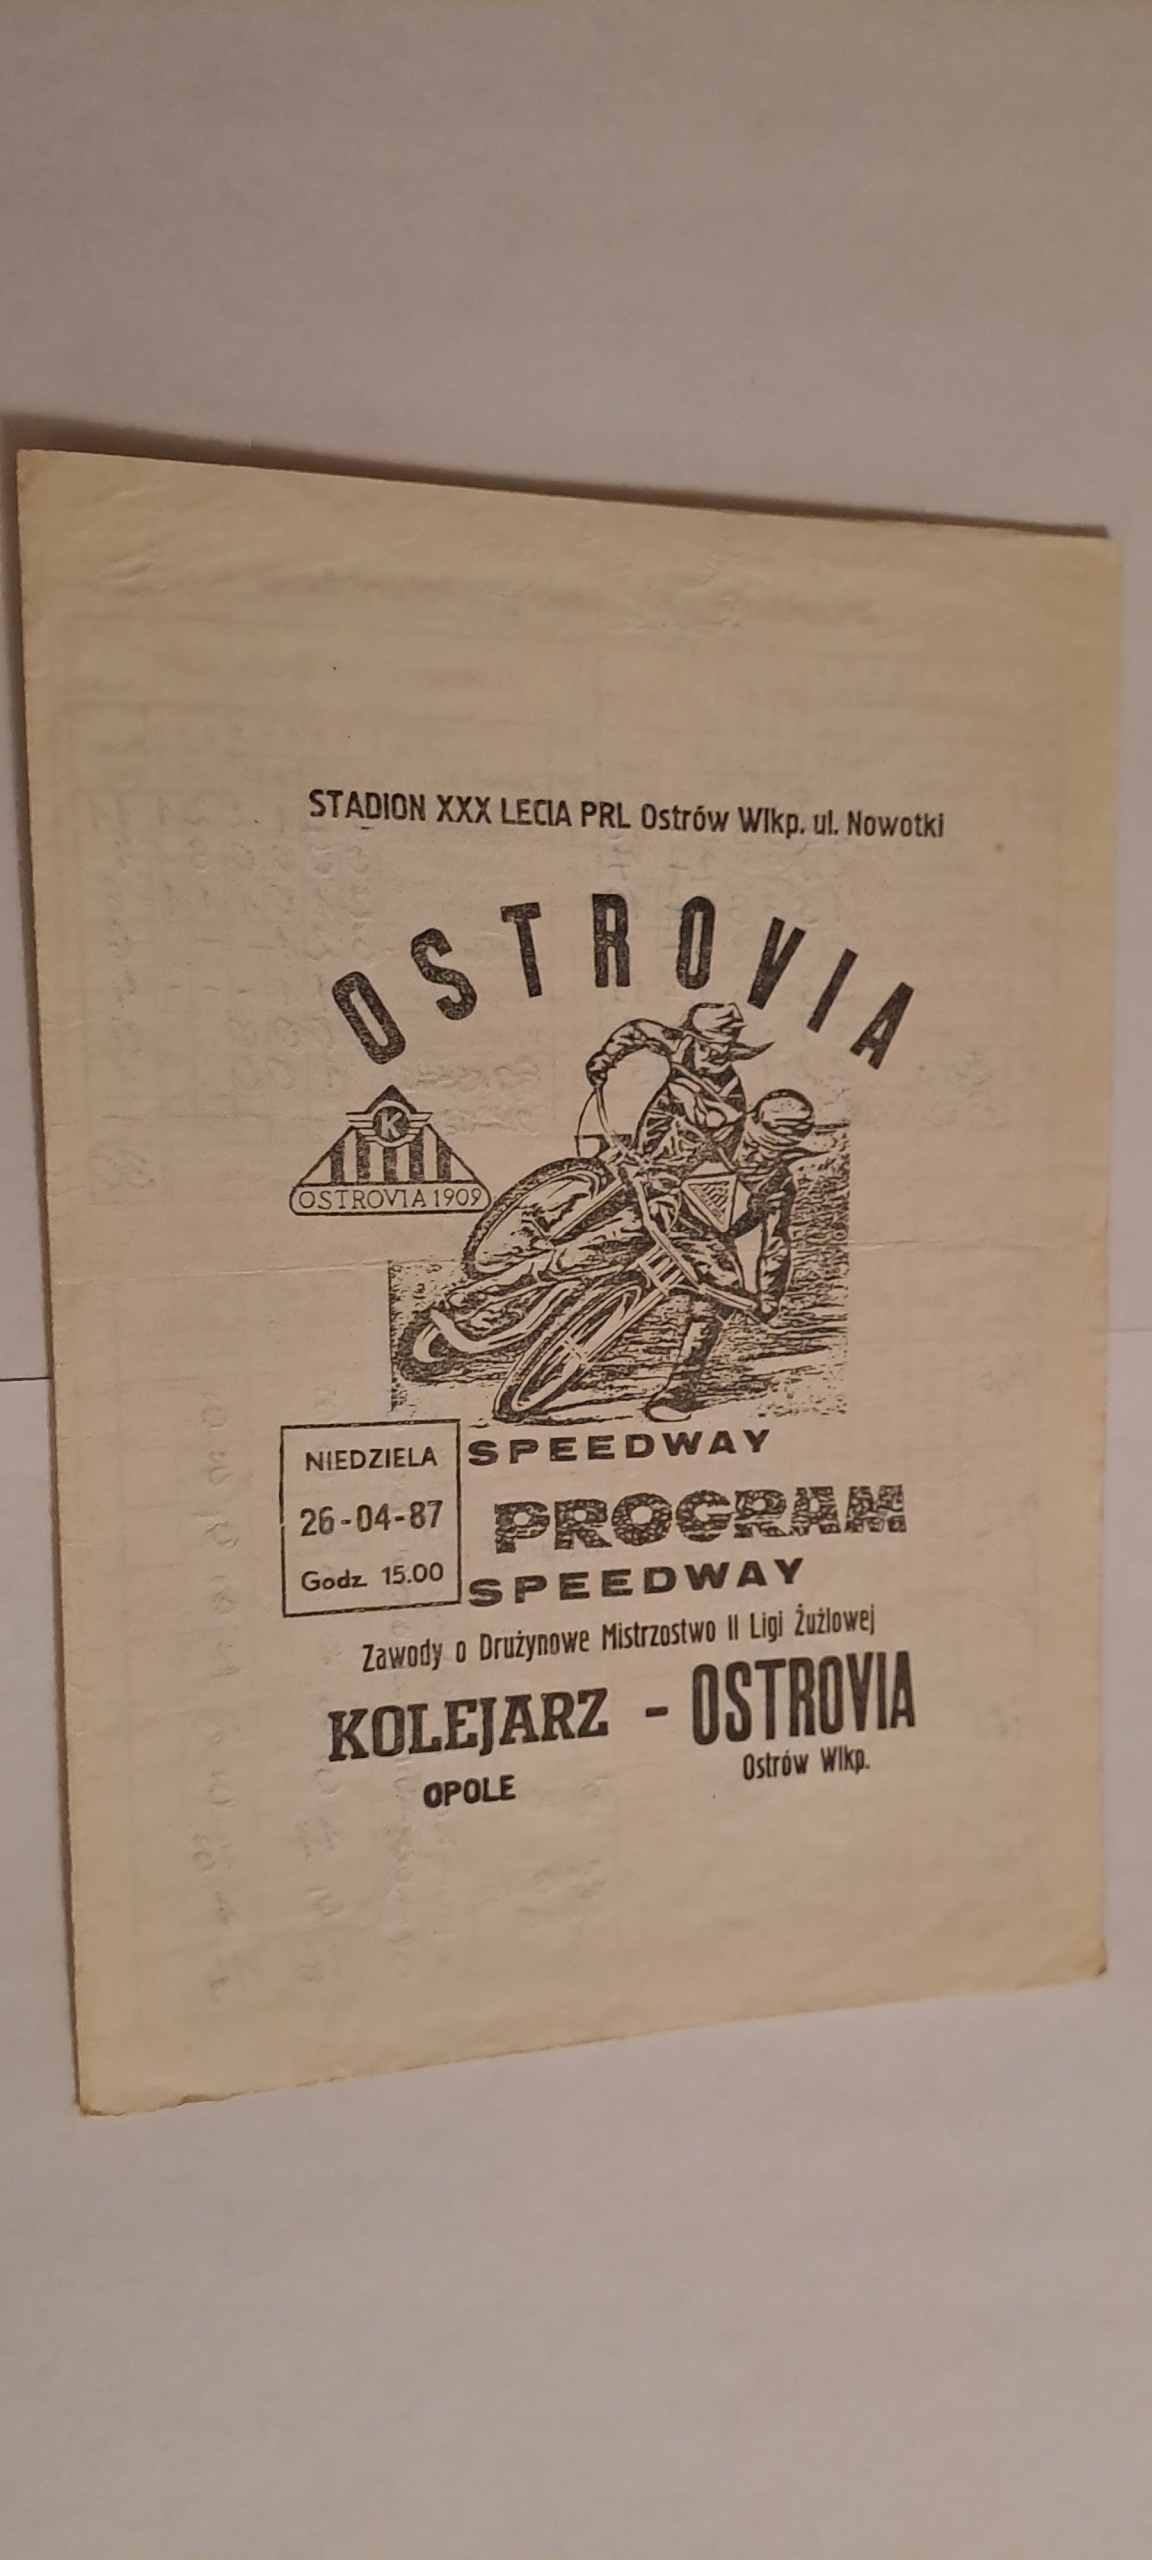 STADION XXX LECIA PRL Ostrów Wlkp. ul. Nowotki
OSTROVIA
K
OSTROVIA 1909
NIEDZIELA
26-04-87
Godz. 15.00
SPEEDWAY
PROGRAM
SPEEDWAY
Zawody o Drużynowe Mistrzostwo II Ligi Żużlowej
KOLEJARZ - OSTROVIA
OPOLE
Ostrów Wlkp.